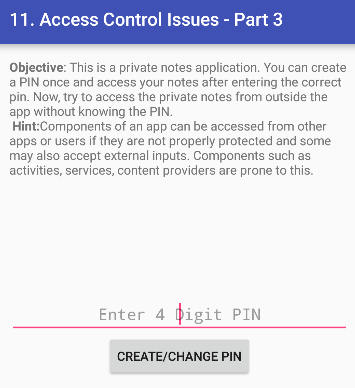 11. Access Control Issues - Part 3
Objective: This is a private notes application. You can create
a PIN once and access your notes after entering the correct
pin. Now, try to access the private notes from outside the
app without knowing the PIN.
Hint:Components of an app can be accessed from other
apps or users if they are not properly protected and some
may also accept external inputs. Components such as
activities, services, content providers are prone to this.
Enter 4 Digit PIN
CREATE/CHANGE PIN